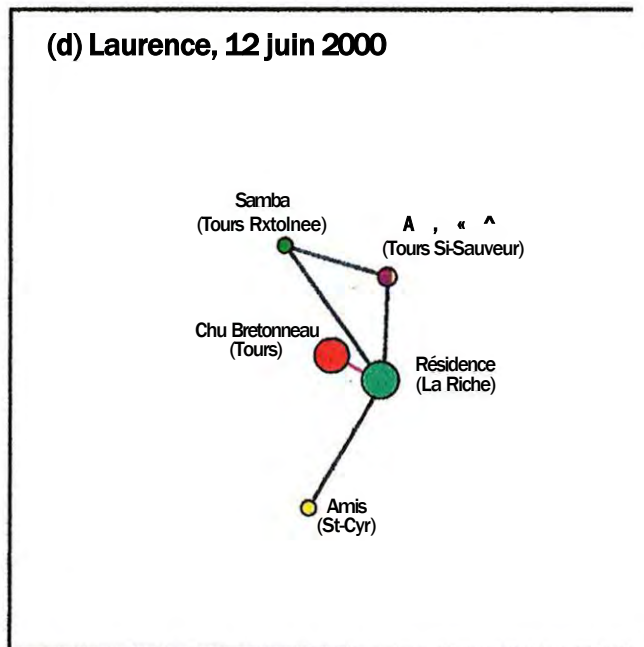 (d) Laurence, 12 juin 2000
Samba
(Tours Rxtolnee)
A , « ^
(Tours Si-Sauveur)
Chu Bretonneau
(Tours)
Résidence
(La Riche)
Amis
(St-Cyr)